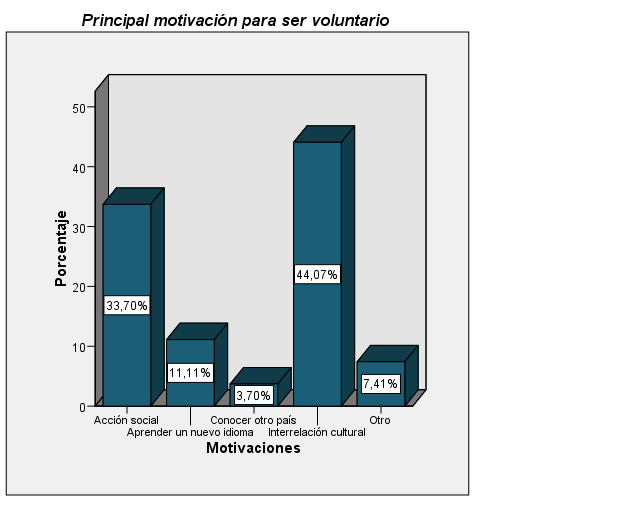 Principal motivación para ser voluntario
50
40
30
20
10
0
Porcentaje
33,70%
11,11%
3,70%
44,07%
7,41%
Acción social
Conocer otro país
Otro
Aprender un nuevo idioma
Interrelación cultural
Motivaciones